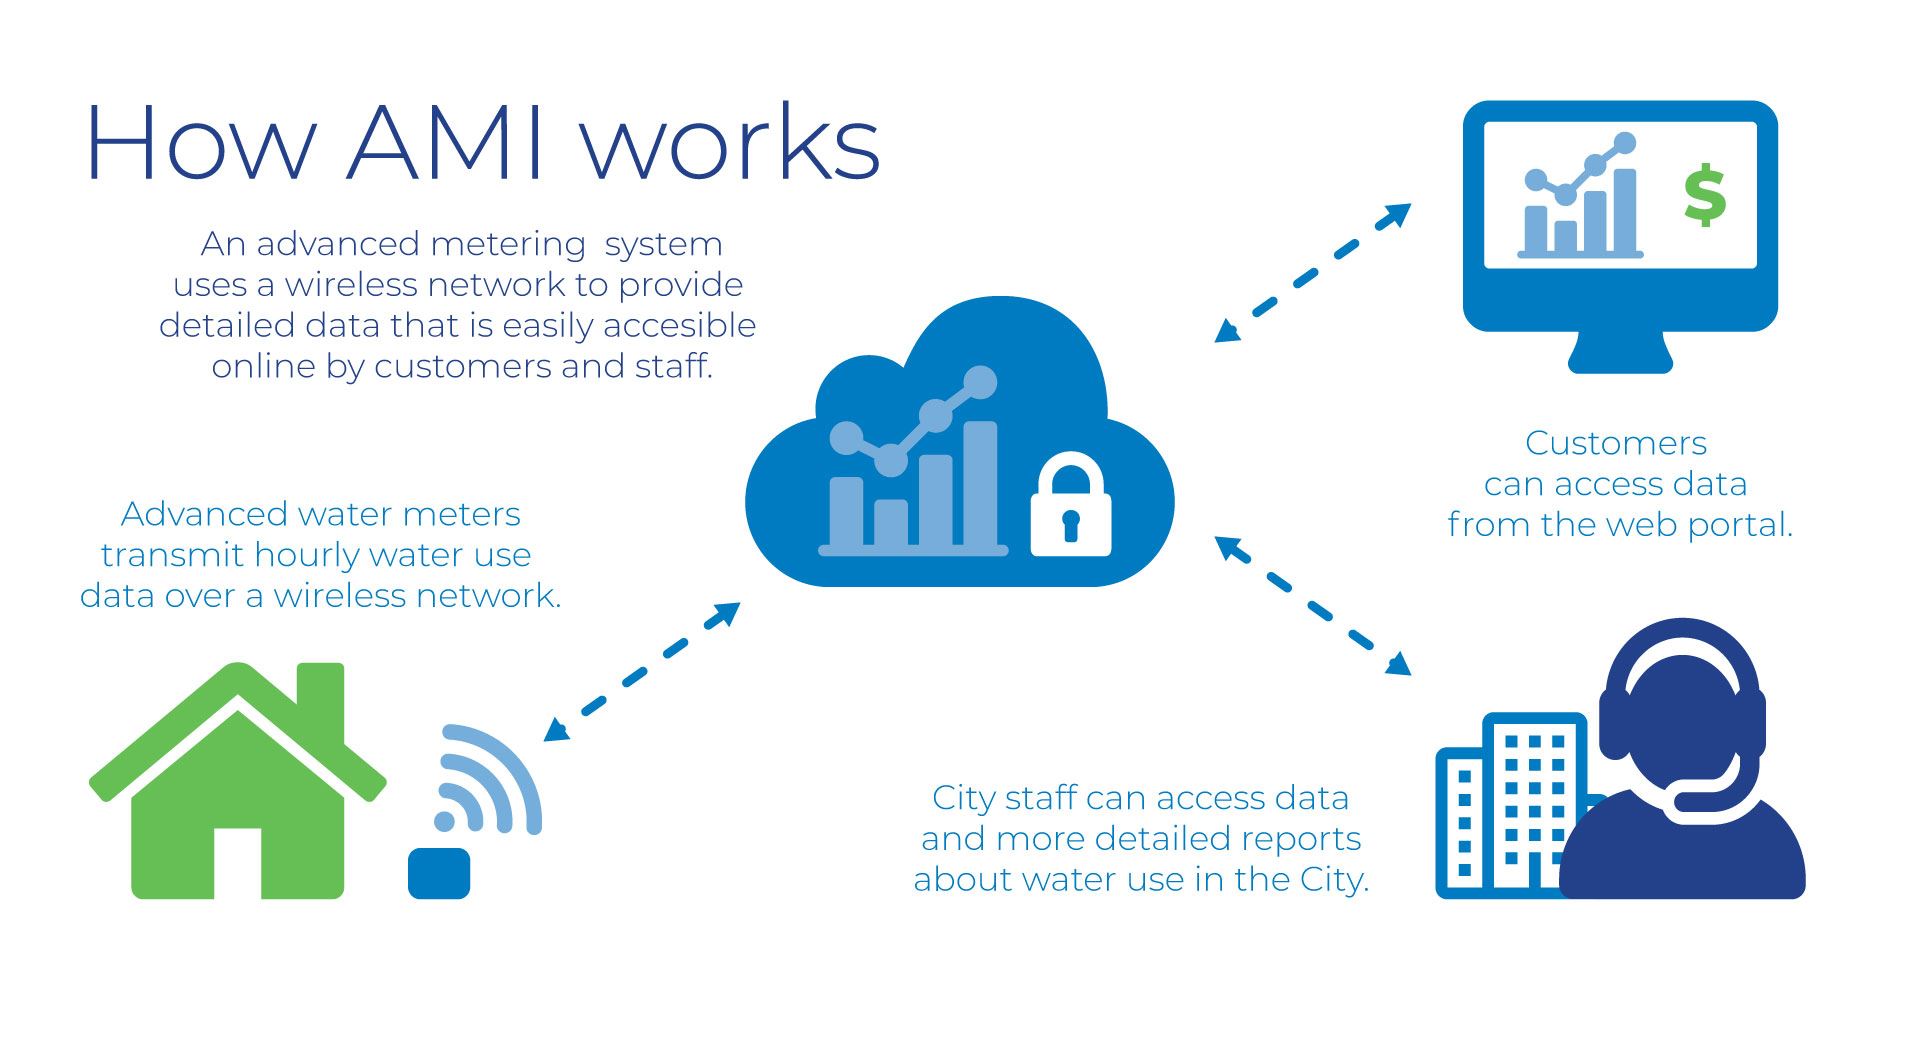 How AMI works
An advanced metering  system
uses a wireless network to provide
detailed data that is easily accesible
online by customers and staff.
Advanced water meters
transmit hourly water use
data over a wireless network.
$
Customers
can access data
from the web portal.
City staff can access data
and more detailed reports
about water use in the City.